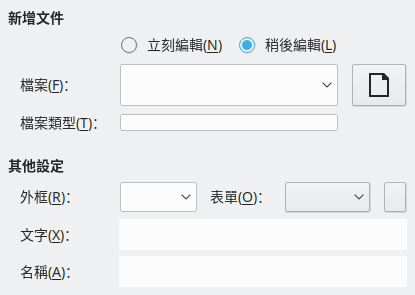 新增文件
立刻編輯(N) 稍後編輯(L)
檔案(F):
檔案類型(T):
其他設定
外框(R): 表單(O):
文字(X):
名稱(A):